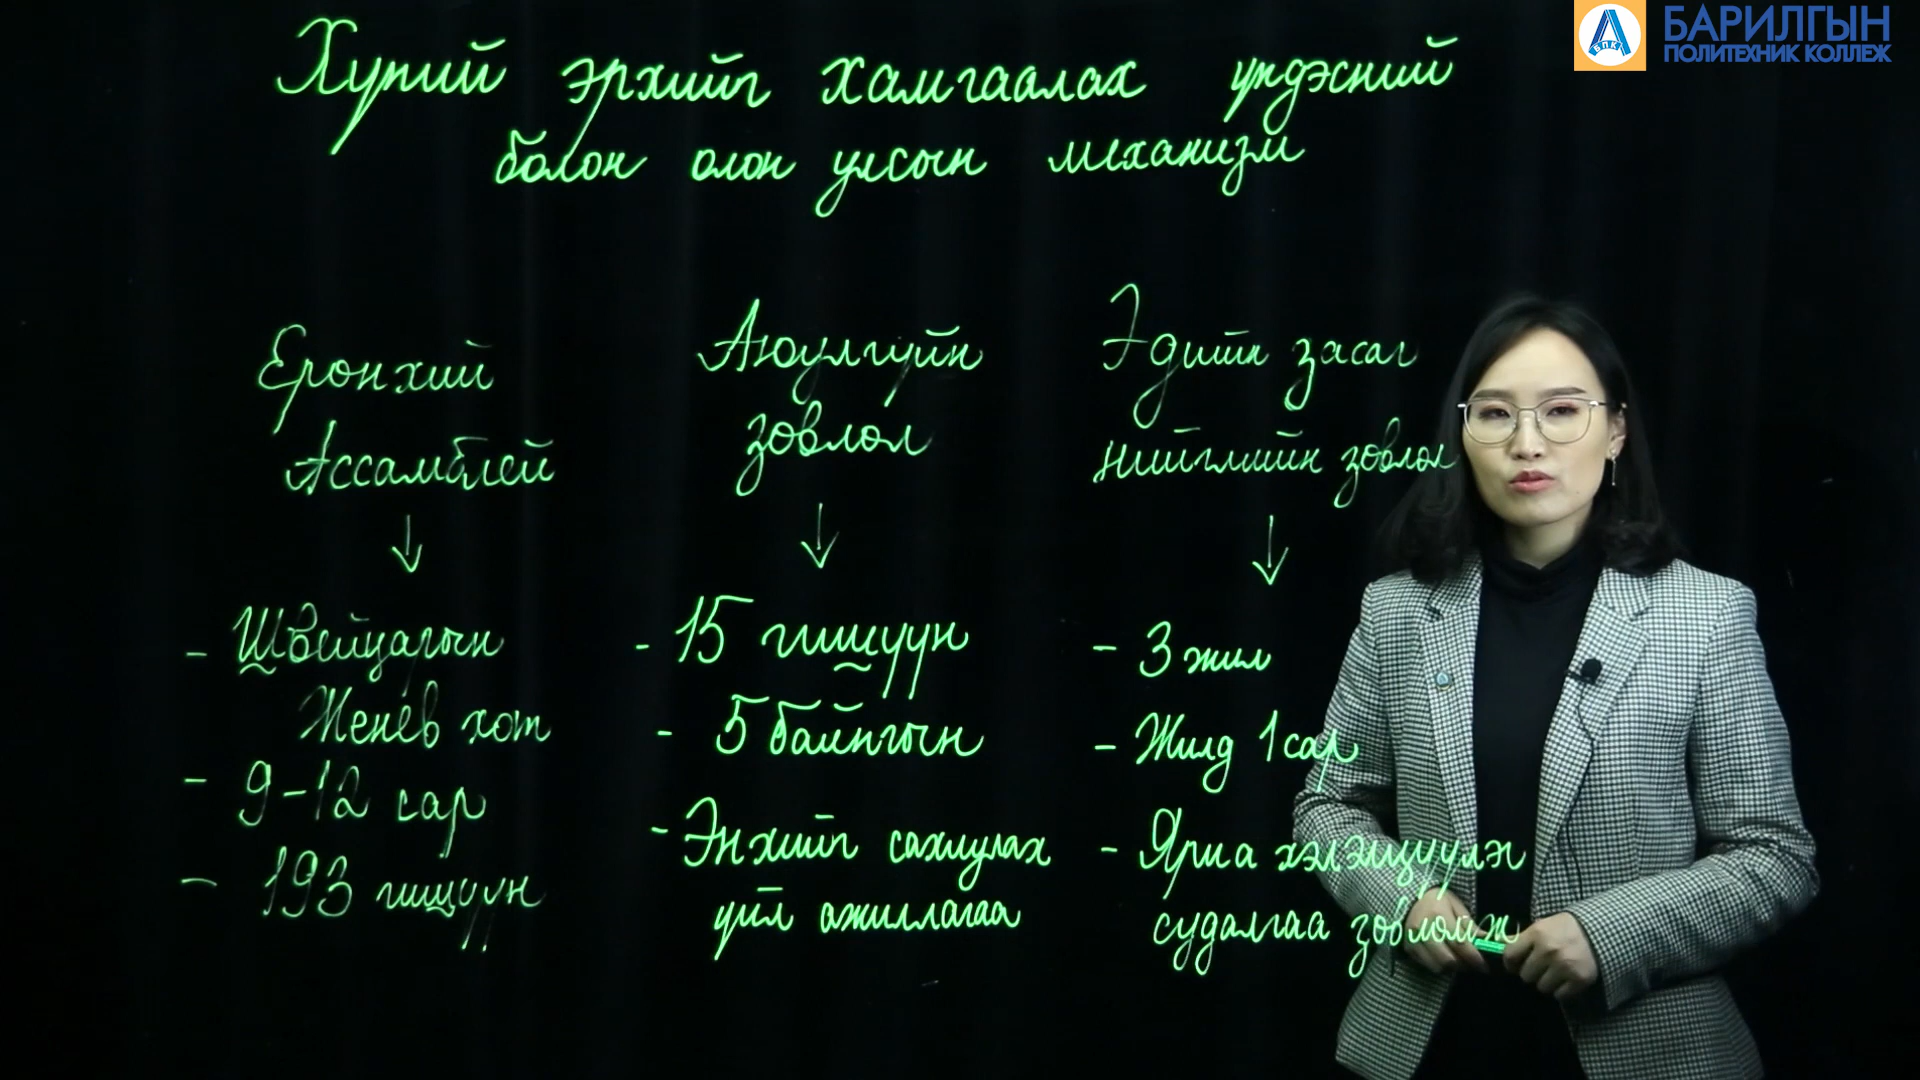 БАРИЛГЫН
ПОЛИТЕХНИК КОЛЛЕЖ
БПК
Хүний эрхийг хамгаалах үндэсний
болон олон улсын механизм
Ерөнхий
Ассамблей
- Швейцарын
Женев хот
- 9-12 сар
- 193 гишүүн
Аюулгүйн
зөвлөл
- 15 гишүүн
- 5 байнгын
- Энхийг сахиулах
үйл ажиллагаа
Эдийн засаг
нийгмийн зөвлөл
- 3 жил
- Жилд 1 сар
- Яриа хэлэлцүүлэг
судалгаа зөвлөмж